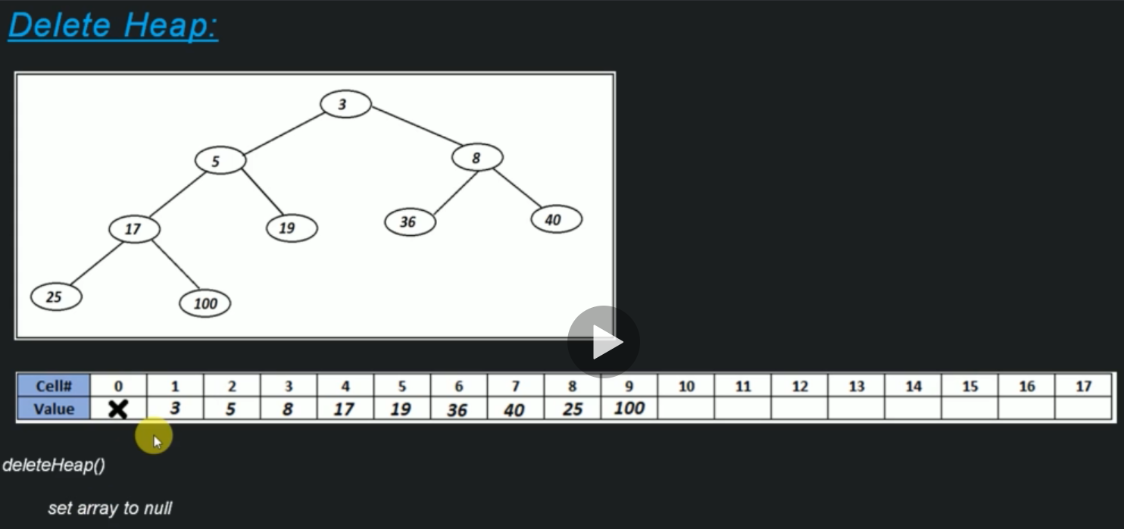 Delete Heap:
3
5 8
17 19 36 40
25 100
Cell# 0 1 2 3 4 5 6 7 8 9 10 11 12 13 14 15 16 17
Value ✕ 3 5 8 17 19 36 40 25 100
deleteHeap()
set array to null